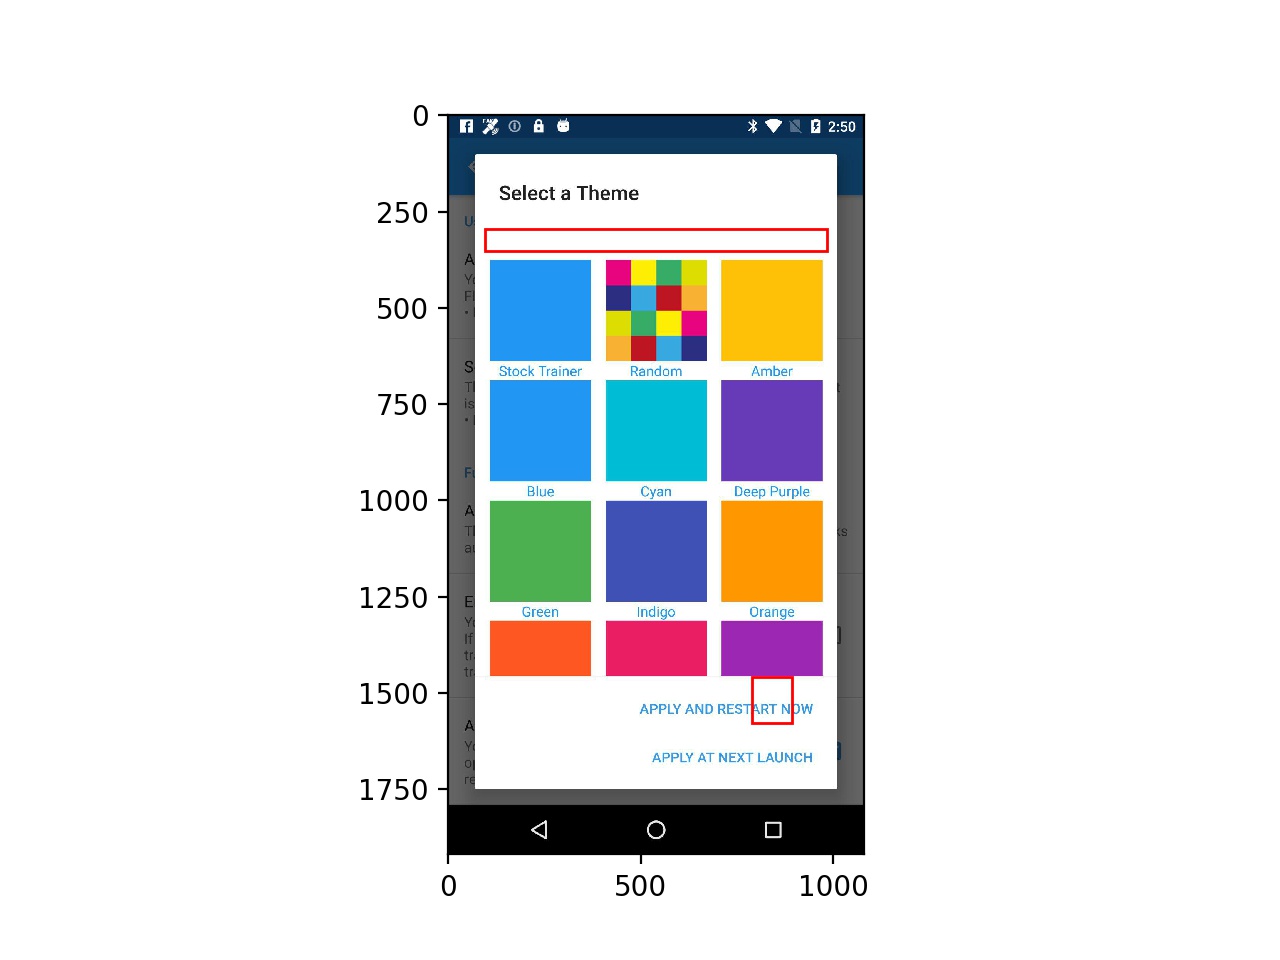 0
250
500
750
1000
1250
1500
1750
0
500
1000
2:50
Select a Theme
Stock Trainer
Random
Amber
Blue
Cyan
Deep Purple
Green
Indigo
Orange
APPLY AND RESTART NOW
APPLY AT NEXT LAUNCH